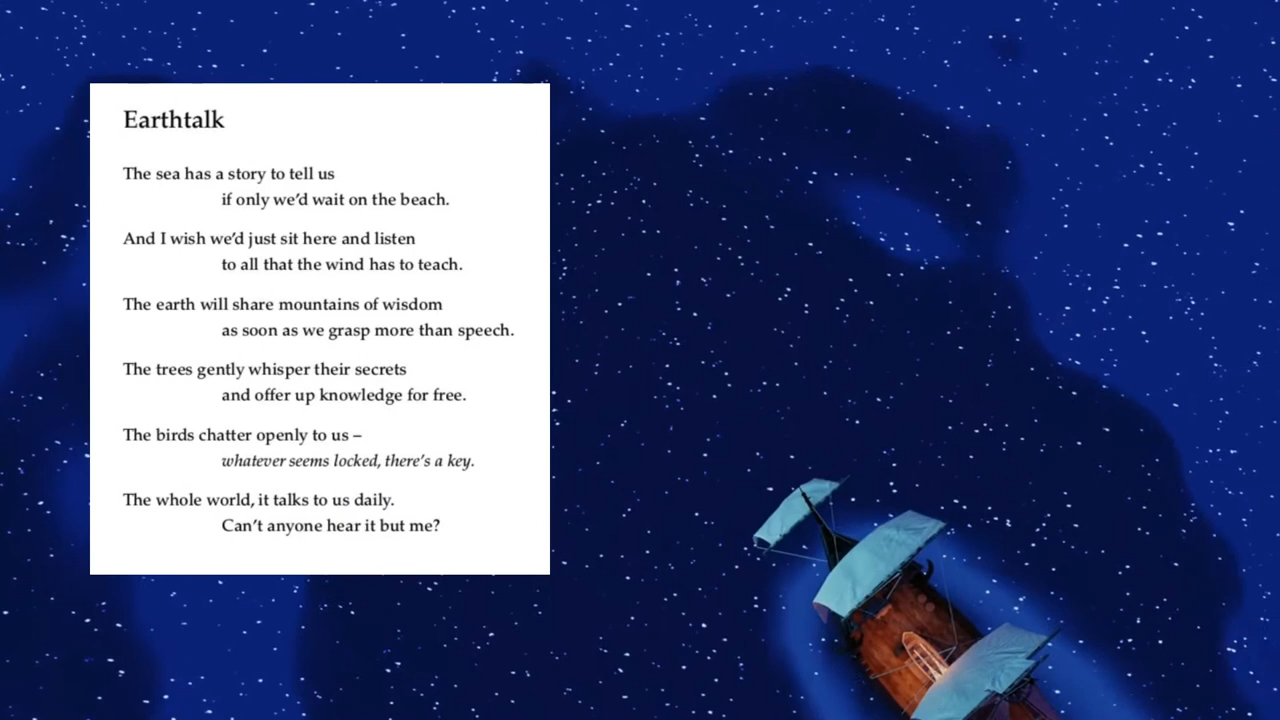 Earthtalk
The sea has a story to tell us
if only we’d wait on the beach.
And I wish we’d just sit here and listen
to all that the wind has to teach.
The earth will share mountains of wisdom
as soon as we grasp more than speech.
The trees gently whisper their secrets
and offer up knowledge for free.
The birds chatter openly to us –
whatever seems locked, there’s a key.
The whole world, it talks to us daily.
Can’t anyone hear it but me?